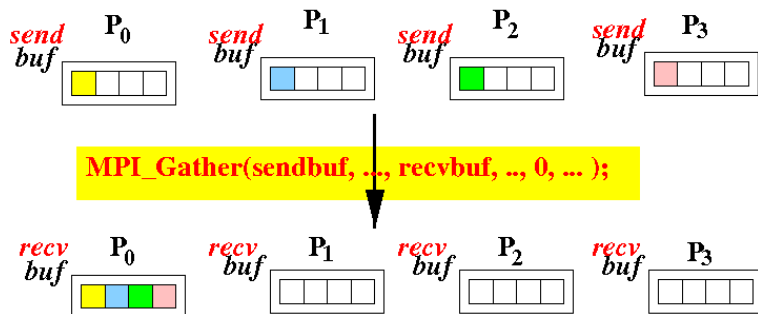 send P0 send P1 send P2 send P3
buf buf buf buf
MPI_Gather(sendbuf, ..., recvbuf, .., 0, ... );
recv P0 recv P1 recv P2 recv P3
buf buf buf buf